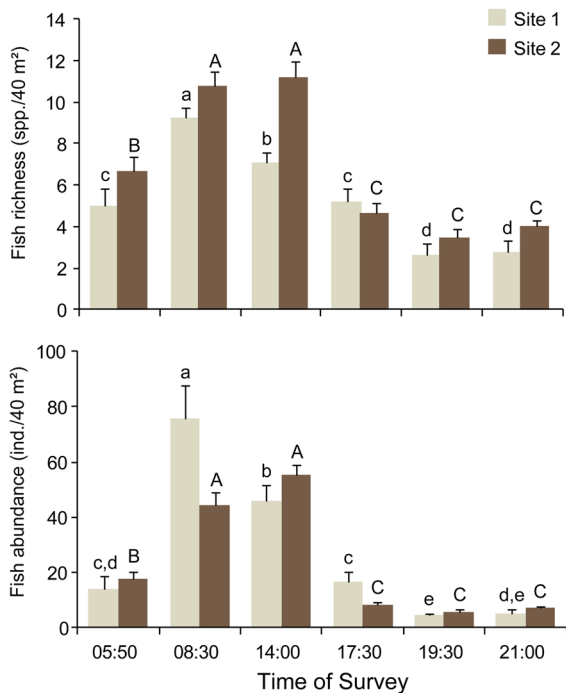 Site 1
Site 2
Fish richness (spp./40 m²)
14
12
10
8
6
4
2
0
c B a A b A c C d C d C
Fish abundance (ind./40 m²)
100
80
60
40
20
0
c,d B a A b A c C e C d,e C
05:50 08:30 14:00 17:30 19:30 21:00
Time of Survey